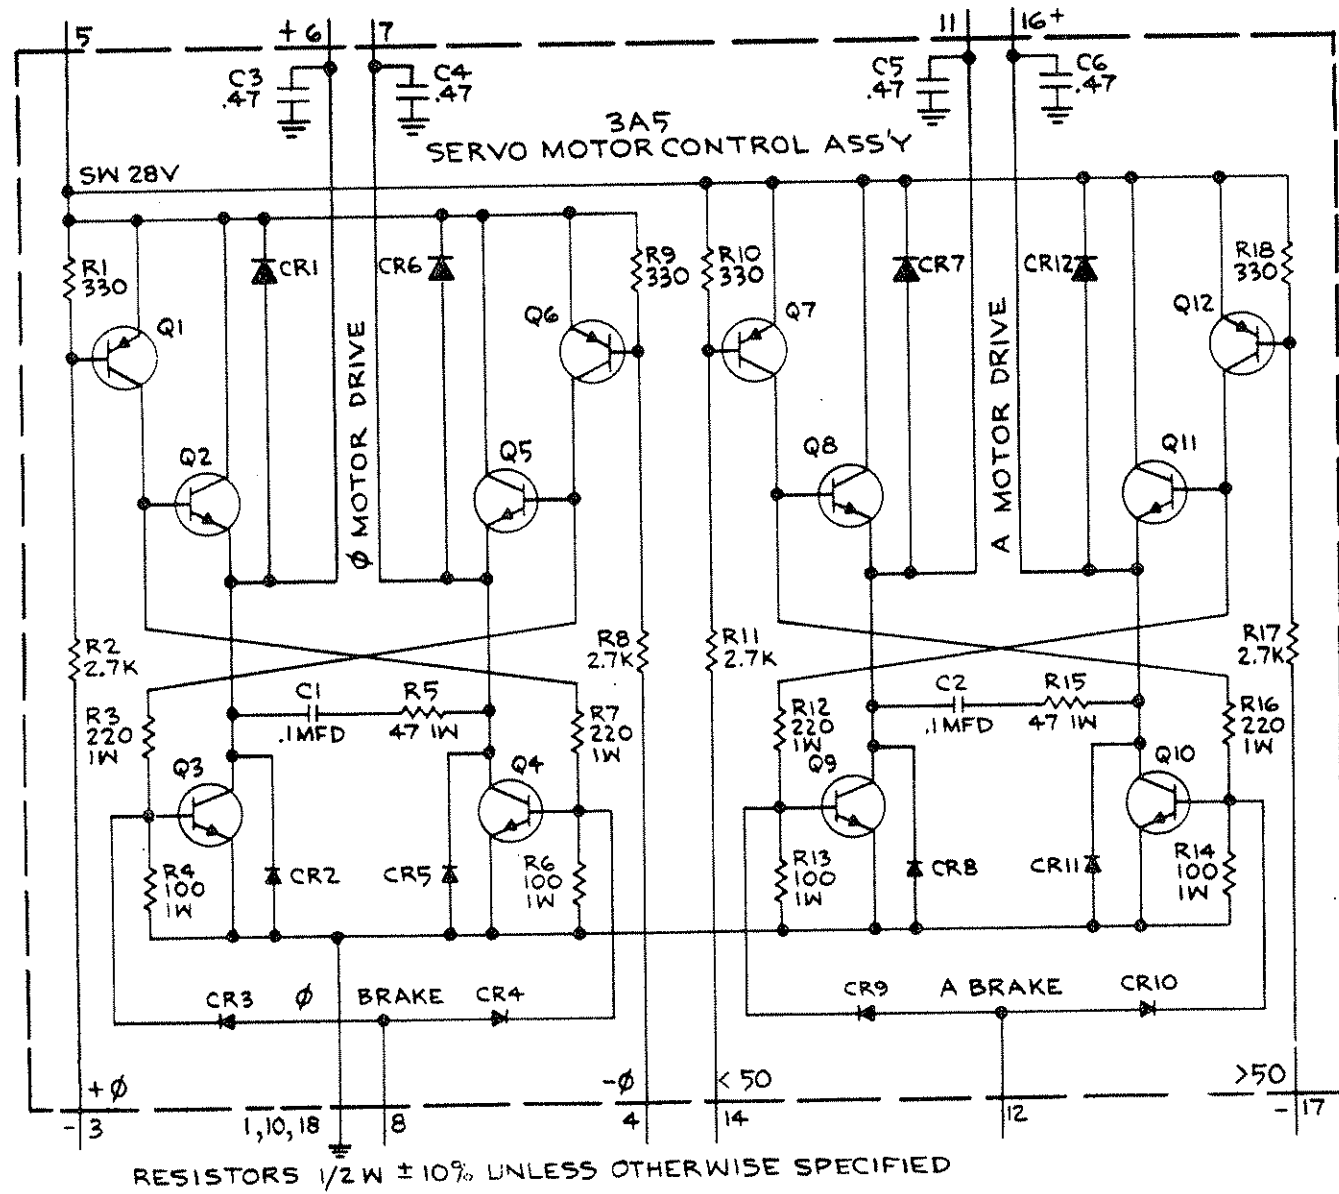 5
+ 6
7
11
16 +
C3
.47
C4
.47
C5
.47
C6
.47
3A5
SERVO MOTOR CONTROL ASS'Y
SW 28V
R1
330
CR1
CR6
R9
330
R10
330
CR7
CR12
R18
330
Q1
Q6
Q7
Q12
Ø MOTOR DRIVE
A MOTOR DRIVE
Q2
Q5
Q8
Q11
R2
2.7K
R8
2.7K
R11
2.7K
R17
2.7K
R3
220
1W
C1
.1MFD
R5
47 1W
R7
220
1W
R12
220
1W
C2
.1MFD
R15
47 1W
R16
220
1W
Q3
Q4
Q9
Q10
R4
100
1W
CR2
CR5
R6
100
1W
R13
100
1W
CR8
CR11
R14
100
1W
CR3
Ø BRAKE
CR4
CR9
A BRAKE
CR10
+Ø
-Ø
<50
>50
-3
1,10,18
8
4
14
12
-17
RESISTORS 1/2 W ±10% UNLESS OTHERWISE SPECIFIED